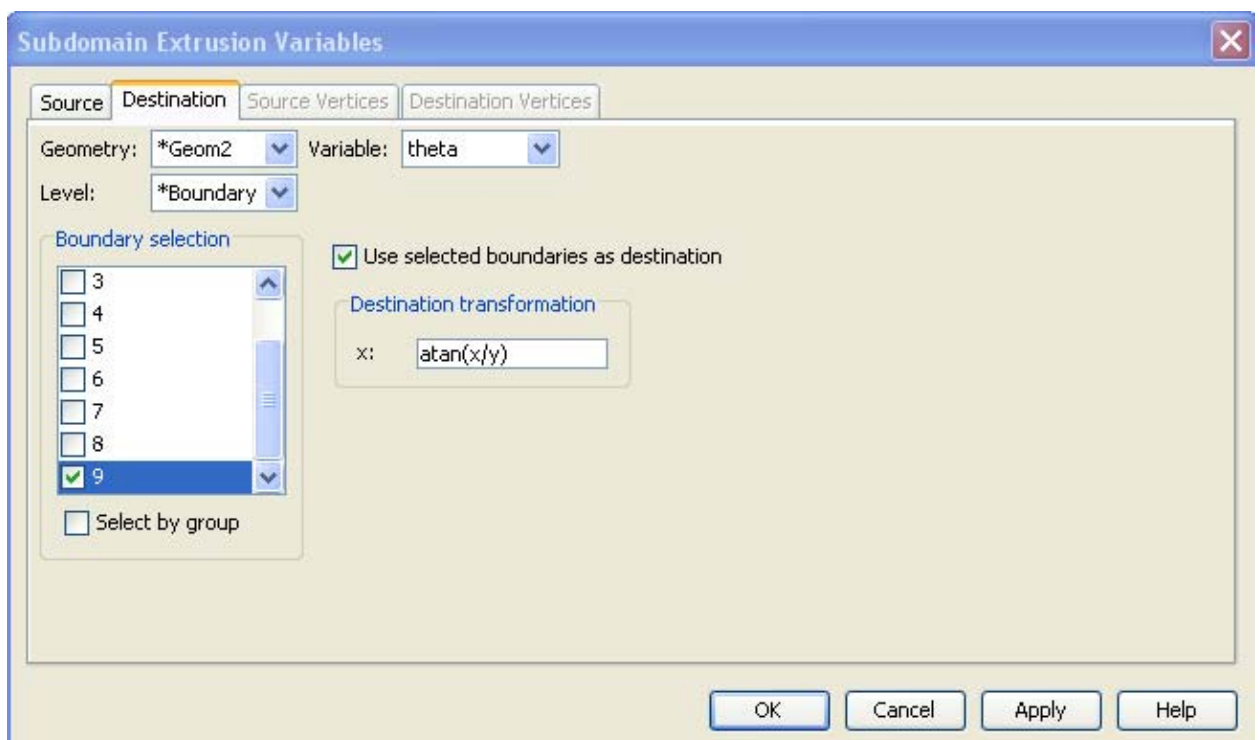 Subdomain Extrusion Variables
Source Destination Source Vertices Destination Vertices
Geometry: *Geom2 Variable: theta
Level: *Boundary
Boundary selection
3
4
5
6
7
8
9
Select by group
Use selected boundaries as destination
Destination transformation
x: atan(x/y)
OK Cancel Apply Help